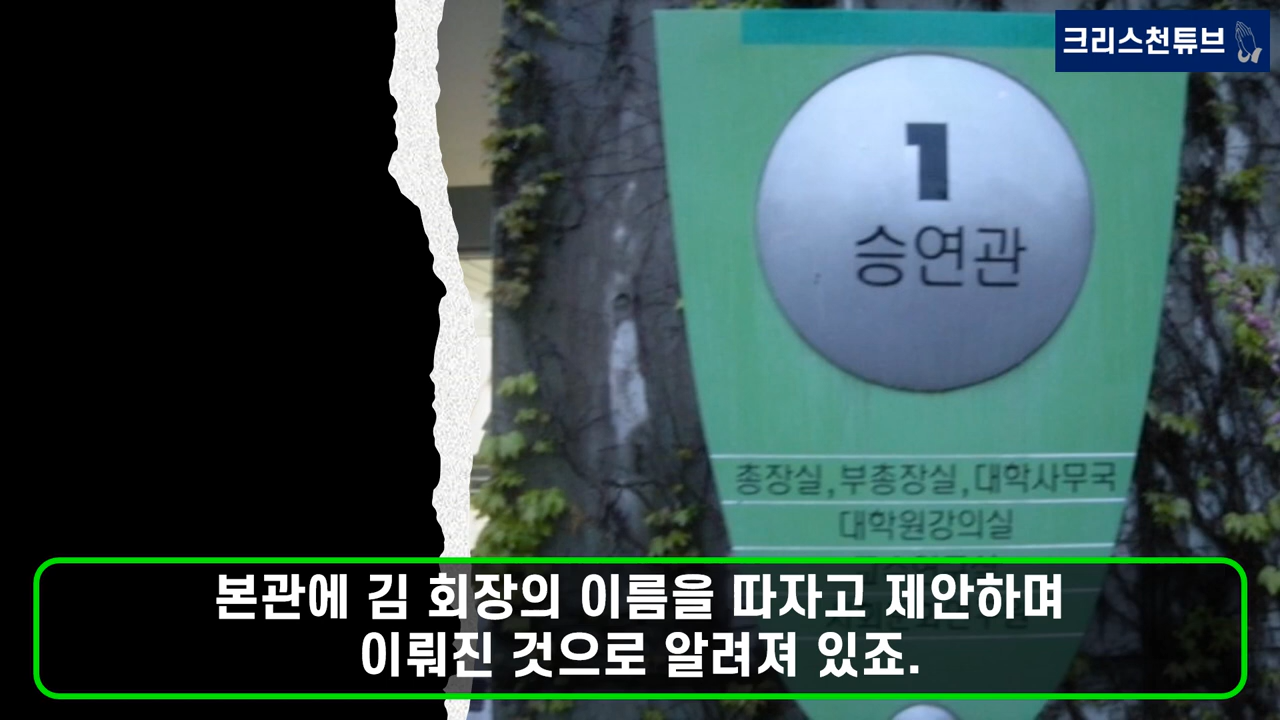 크리스천튜브
1
승연관
총장실, 부총장실, 대학사무국
대학원강의실
본관에 김 회장의 이름을 따자고 제안하며
이뤄진 것으로 알려져 있죠.